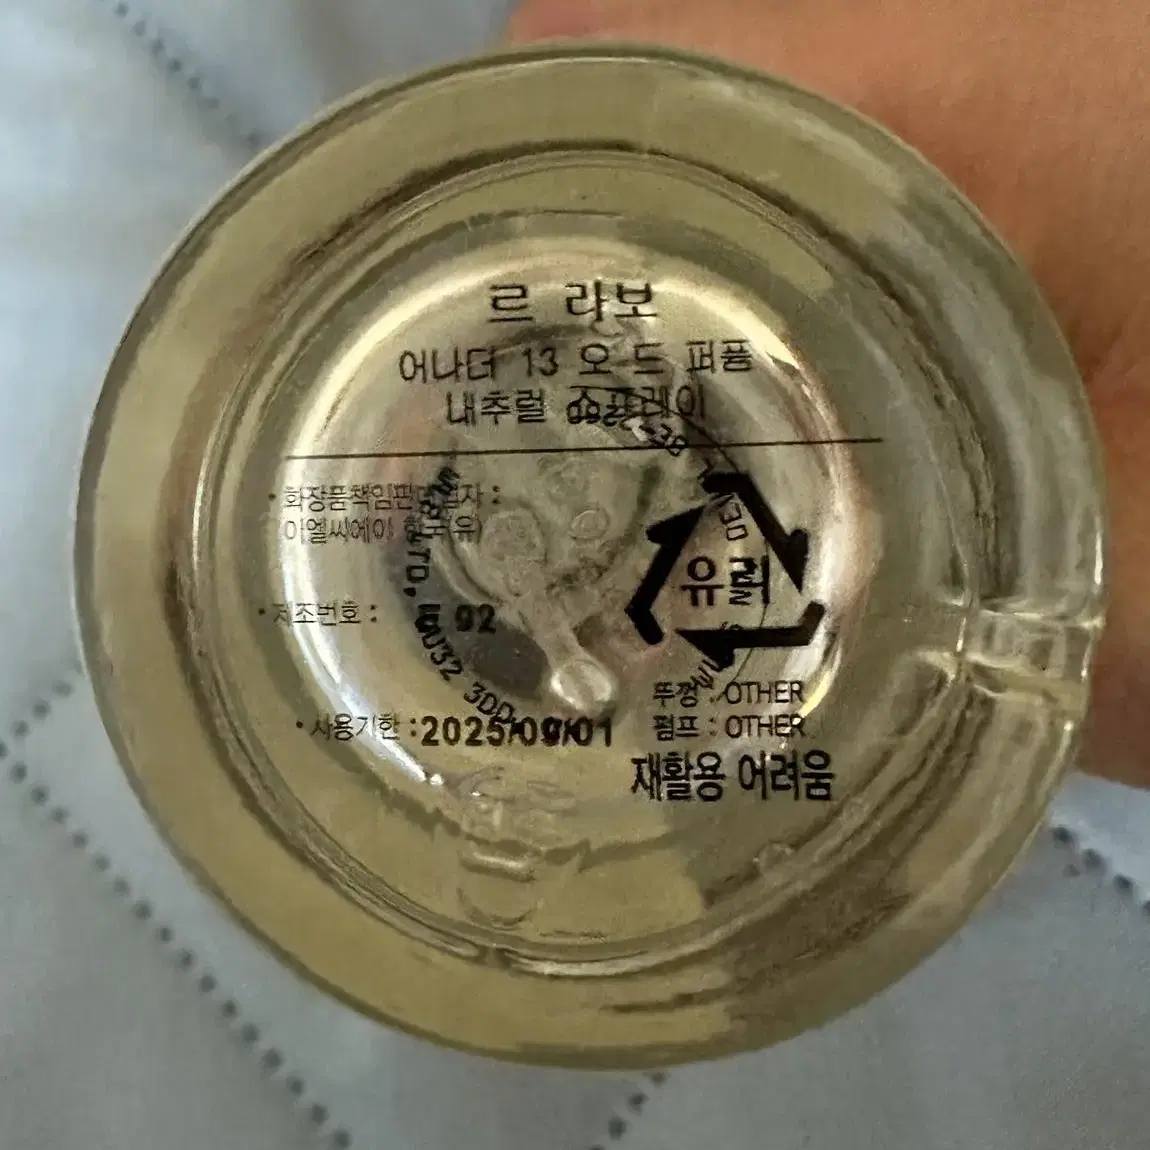 르 라보
어나더 13 오 드 퍼퓸
내추럴 스프레이
· 화장품책임판매업자 :
이엘씨에이 한국(유)
· 제조번호 : 92
· 사용기한 : 2025/09/01
유리
뚜껑 : OTHER
펌프 : OTHER
재활용 어려움